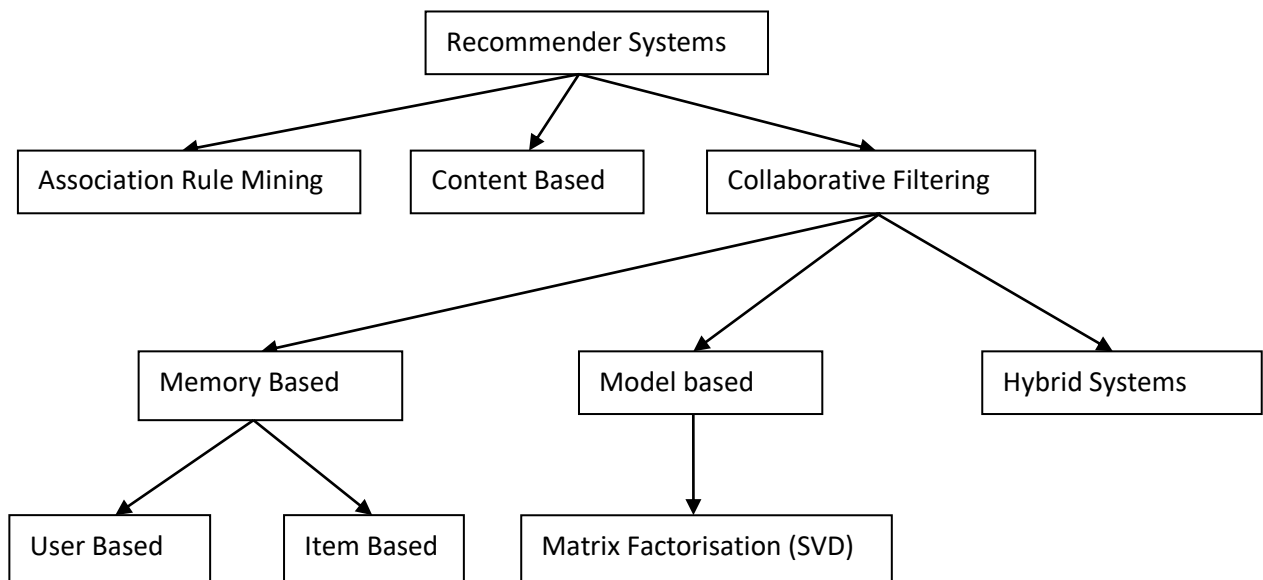 Recommender Systems
Association Rule Mining
Content Based
Collaborative Filtering
Memory Based
Model based
Hybrid Systems
User Based
Item Based
Matrix Factorisation (SVD)